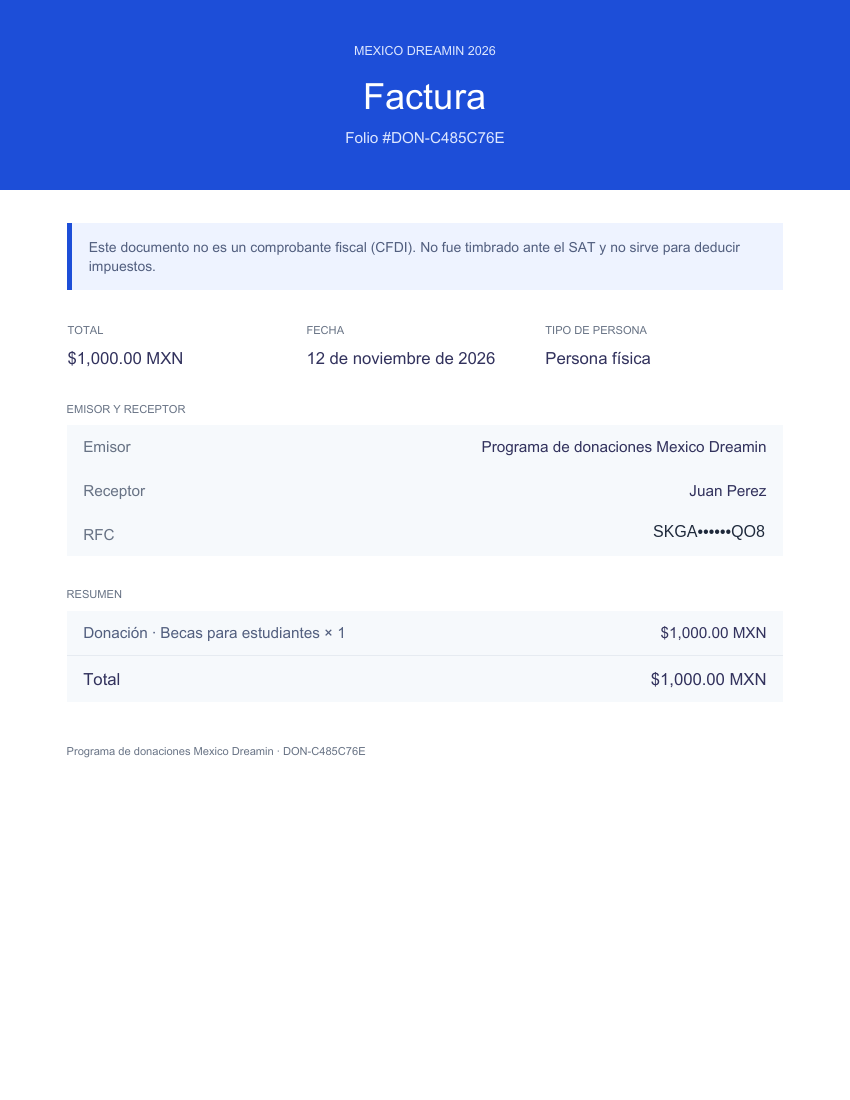 MEXICO DREAMIN 2026
Factura
Folio #DON-C485C76E
Este documento no es un comprobante fiscal (CFDI). No fue timbrado ante el SAT y no sirve para deducir
impuestos.
TOTAL FECHA TIPO DE PERSONA
$1,000.00 MXN 12 de noviembre de 2026 Persona física
EMISOR Y RECEPTOR
Emisor Programa de donaciones Mexico Dreamin
Receptor Juan Perez
RFC SKGA••••••QO8
RESUMEN
Donación · Becas para estudiantes × 1 $1,000.00 MXN
Total $1,000.00 MXN
Programa de donaciones Mexico Dreamin · DON-C485C76E